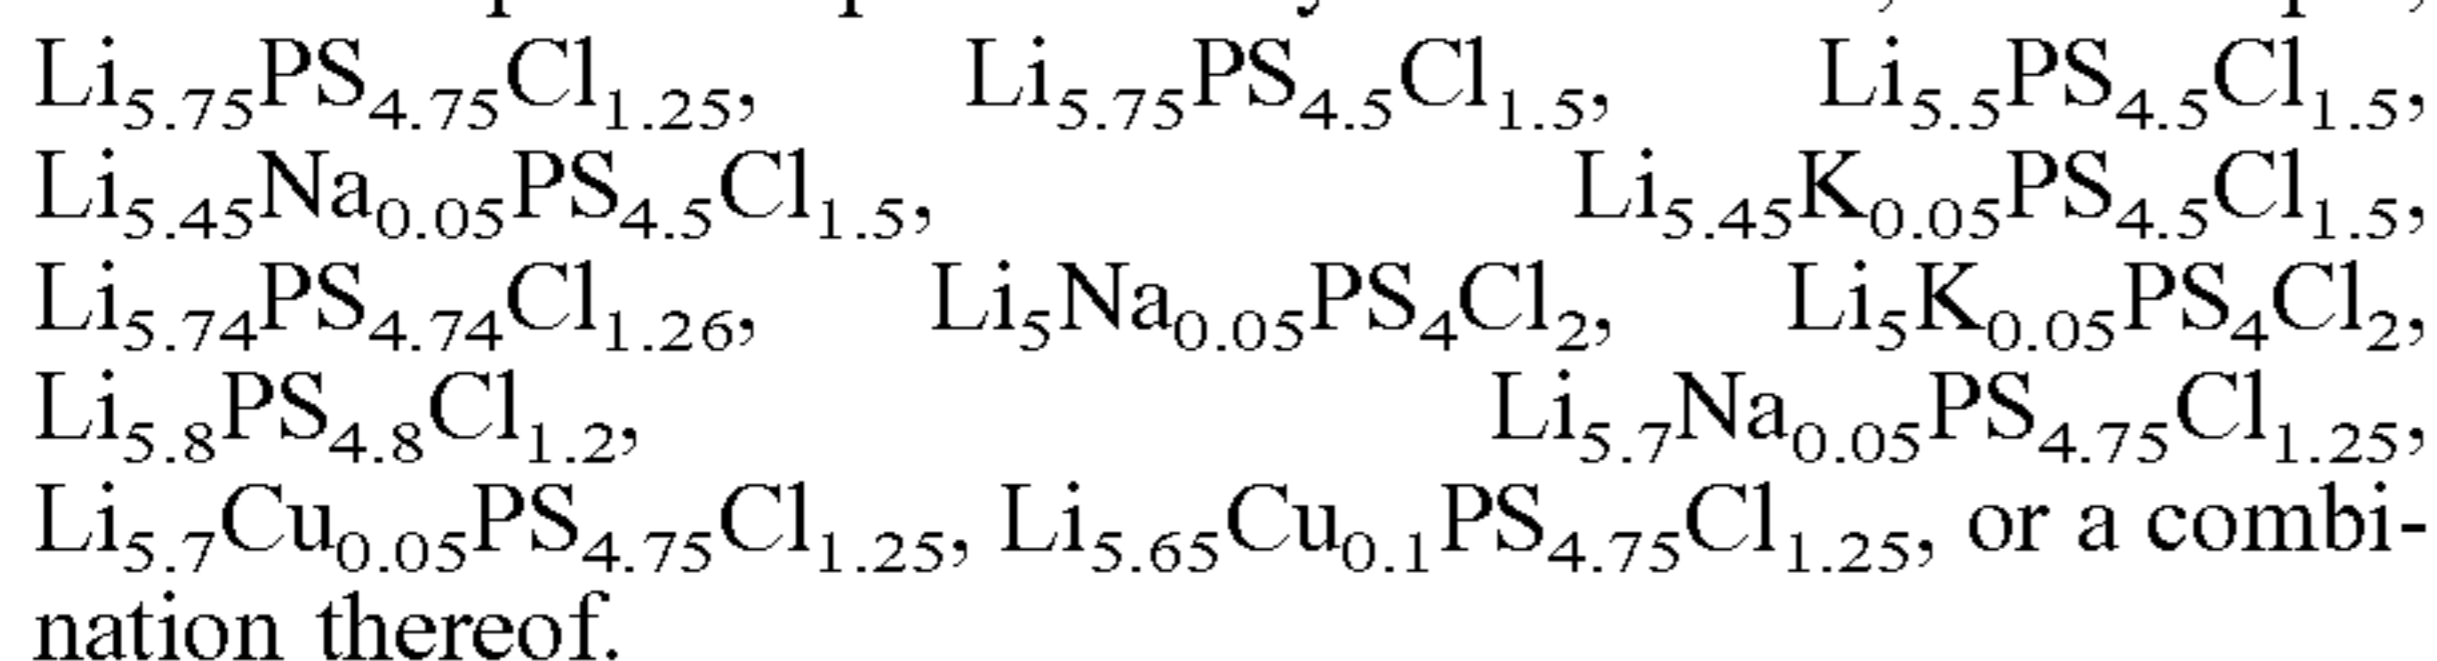 Li₅.₇₅PS₄.₇₅Cl₁.₂₅, Li₅.₇₅PS₄.₅Cl₁.₅, Li₅.₅PS₄.₅Cl₁.₅,
Li₅.₄₅Na₀.₀₅PS₄.₅Cl₁.₅, Li₅.₄₅K₀.₀₅PS₄.₅Cl₁.₅,
Li₅.₇₄PS₄.₇₄Cl₁.₂₆, Li₅Na₀.₀₅PS₄Cl₂, Li₅K₀.₀₅PS₄Cl₂,
Li₅.₈PS₄.₈Cl₁.₂, Li₅.₇Na₀.₀₅PS₄.₇₅Cl₁.₂₅,
Li₅.₇Cu₀.₀₅PS₄.₇₅Cl₁.₂₅, Li₅.₆₅Cu₀.₁PS₄.₇₅Cl₁.₂₅, or a combi-
nation thereof.